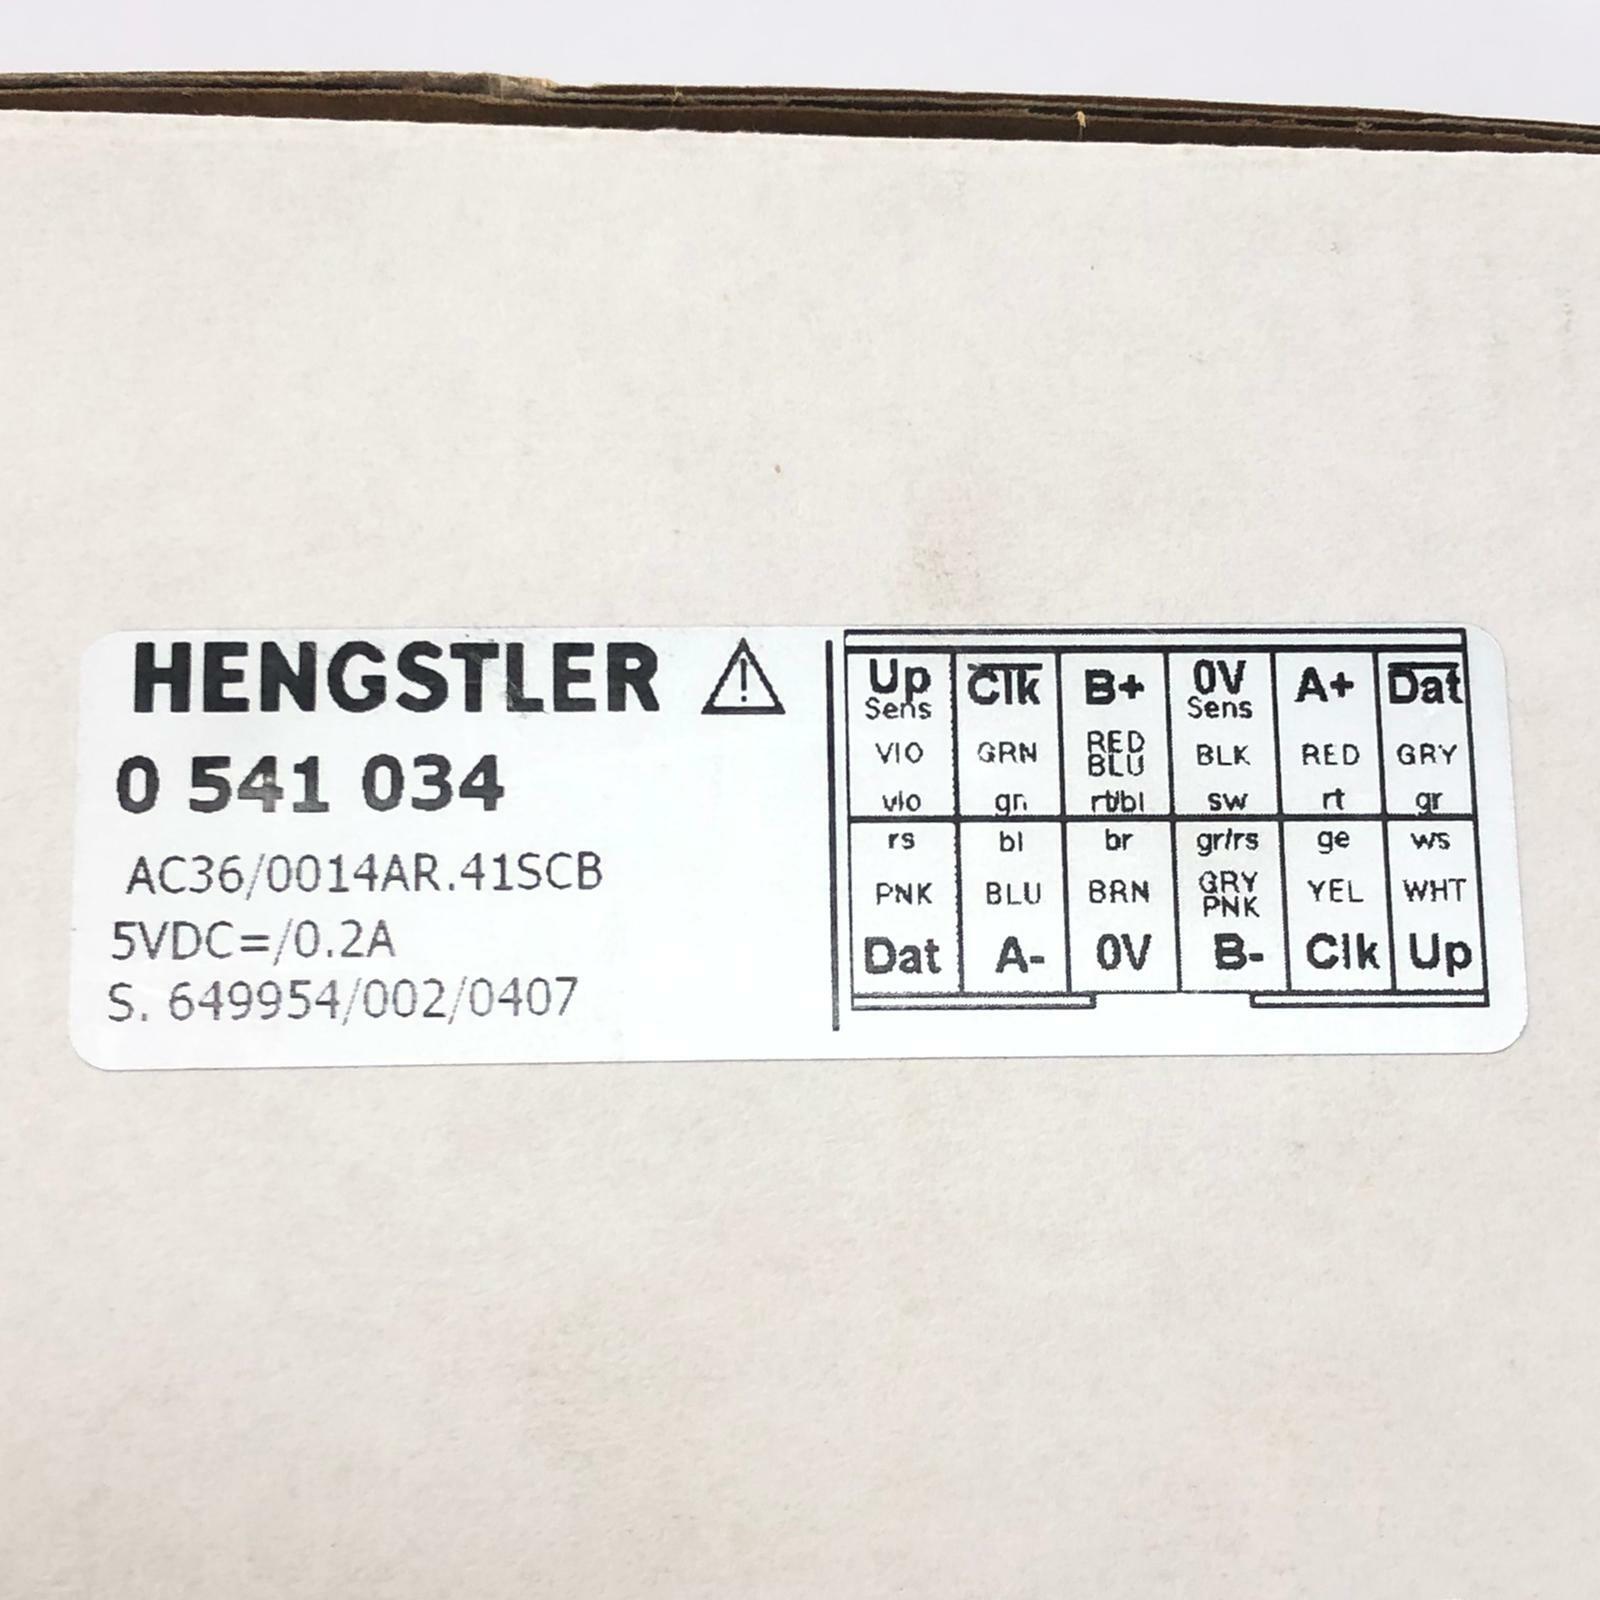 HENGSTLER
0 541 034
AC36/0014AR.41SCB
5VDC=/0.2A
S. 649954/002/0407
Up C̅l̅k̅ B+ 0V A+ D̅a̅t̅
Sens Sens
VIO GRN RED BLU BLK RED GRY
vio gn rt/bl sw rt gr
rs bl br gr/rs ge ws
PNK BLU BRN GRY PNK YEL WHT
Dat A- 0V B- Clk Up